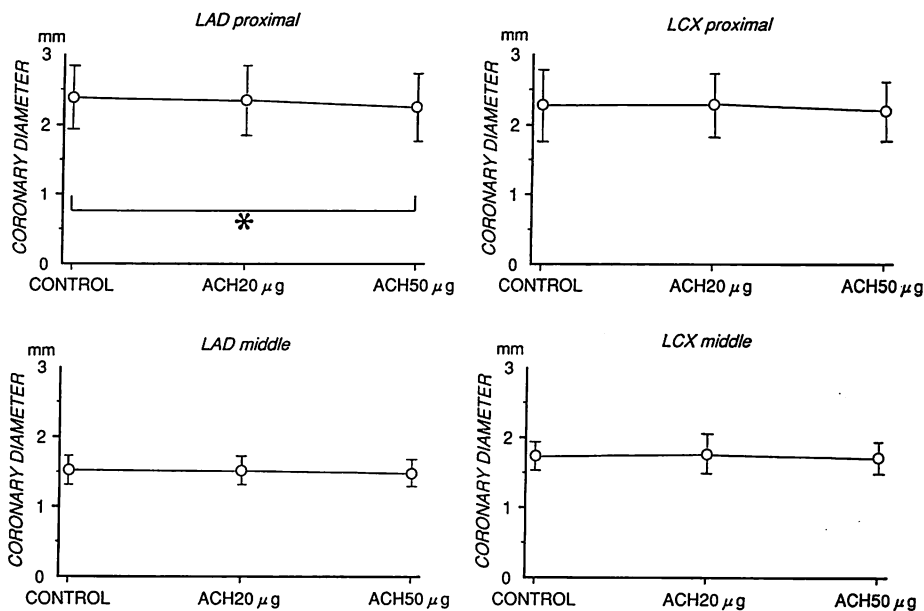 LAD proximal
mm
3
2
1
0
CORONARY DIAMETER
*
CONTROL ACH20 μg ACH50 μg
LCX proximal
mm
3
2
1
0
CORONARY DIAMETER
CONTROL ACH20 μg ACH50 μg
LAD middle
mm
3
2
1
0
CORONARY DIAMETER
CONTROL ACH20 μg ACH50 μg
LCX middle
mm
3
2
1
0
CORONARY DIAMETER
CONTROL ACH20 μg ACH50 μg